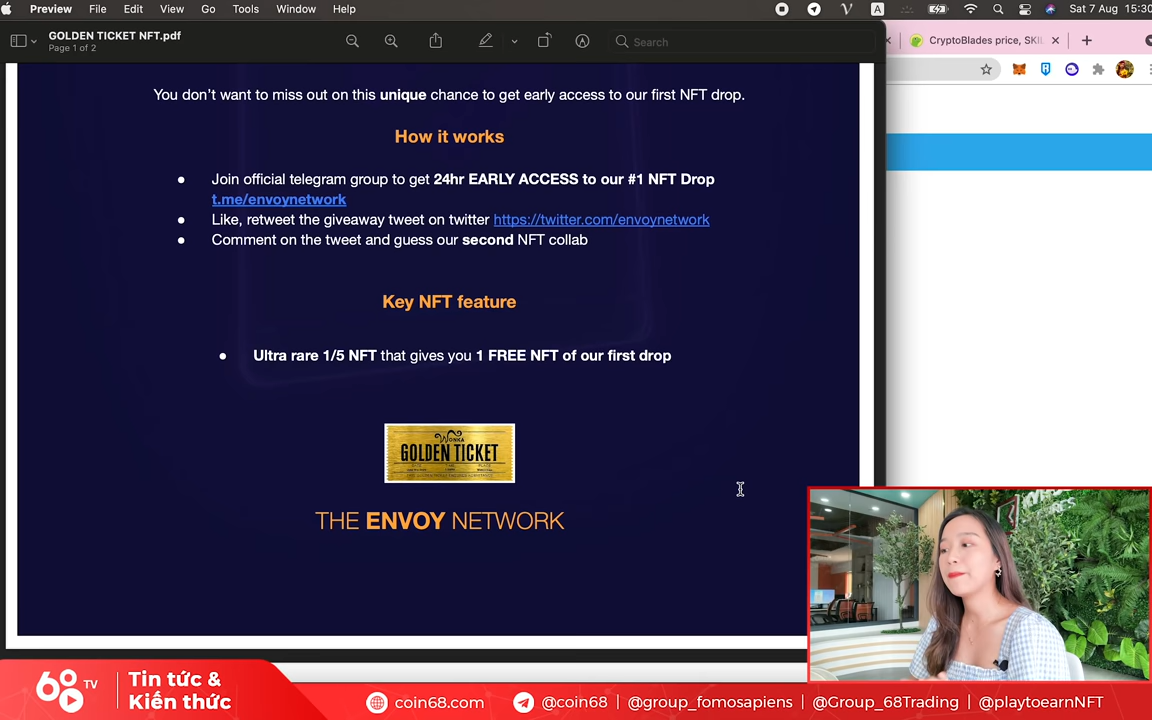 Preview File Edit View Go Tools Window Help
A
Sat 7 Aug 15:30
GOLDEN TICKET NFT.pdf
Page 1 of 2
Search
CryptoBlades price, SKIL
You don't want to miss out on this unique chance to get early access to our first NFT drop.
How it works
● Join official telegram group to get 24hr EARLY ACCESS to our #1 NFT Drop
t.me/envoynetwork
● Like, retweet the giveaway tweet on twitter https://twitter.com/envoynetwork
● Comment on the tweet and guess our second NFT collab
Key NFT feature
● Ultra rare 1/5 NFT that gives you 1 FREE NFT of our first drop
WONKA
GOLDEN TICKET
THE ENVOY NETWORK
68 TV
Tin tức &
Kiến thức
coin68.com
@coin68 | @group_fomosapiens | @Group_68Trading | @playtoearnNFT